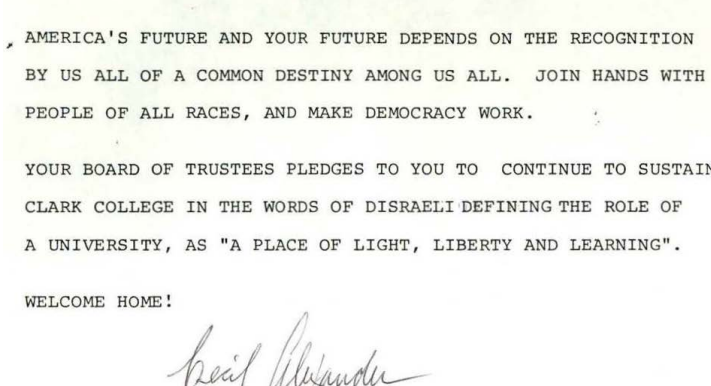 AMERICA'S FUTURE AND YOUR FUTURE DEPENDS ON THE RECOGNITION
BY US ALL OF A COMMON DESTINY AMONG US ALL. JOIN HANDS WITH
PEOPLE OF ALL RACES, AND MAKE DEMOCRACY WORK.
YOUR BOARD OF TRUSTEES PLEDGES TO YOU TO CONTINUE TO SUSTAIN
CLARK COLLEGE IN THE WORDS OF DISRAELI DEFINING THE ROLE OF
A UNIVERSITY, AS "A PLACE OF LIGHT, LIBERTY AND LEARNING".
WELCOME HOME!
Cecil Alexander